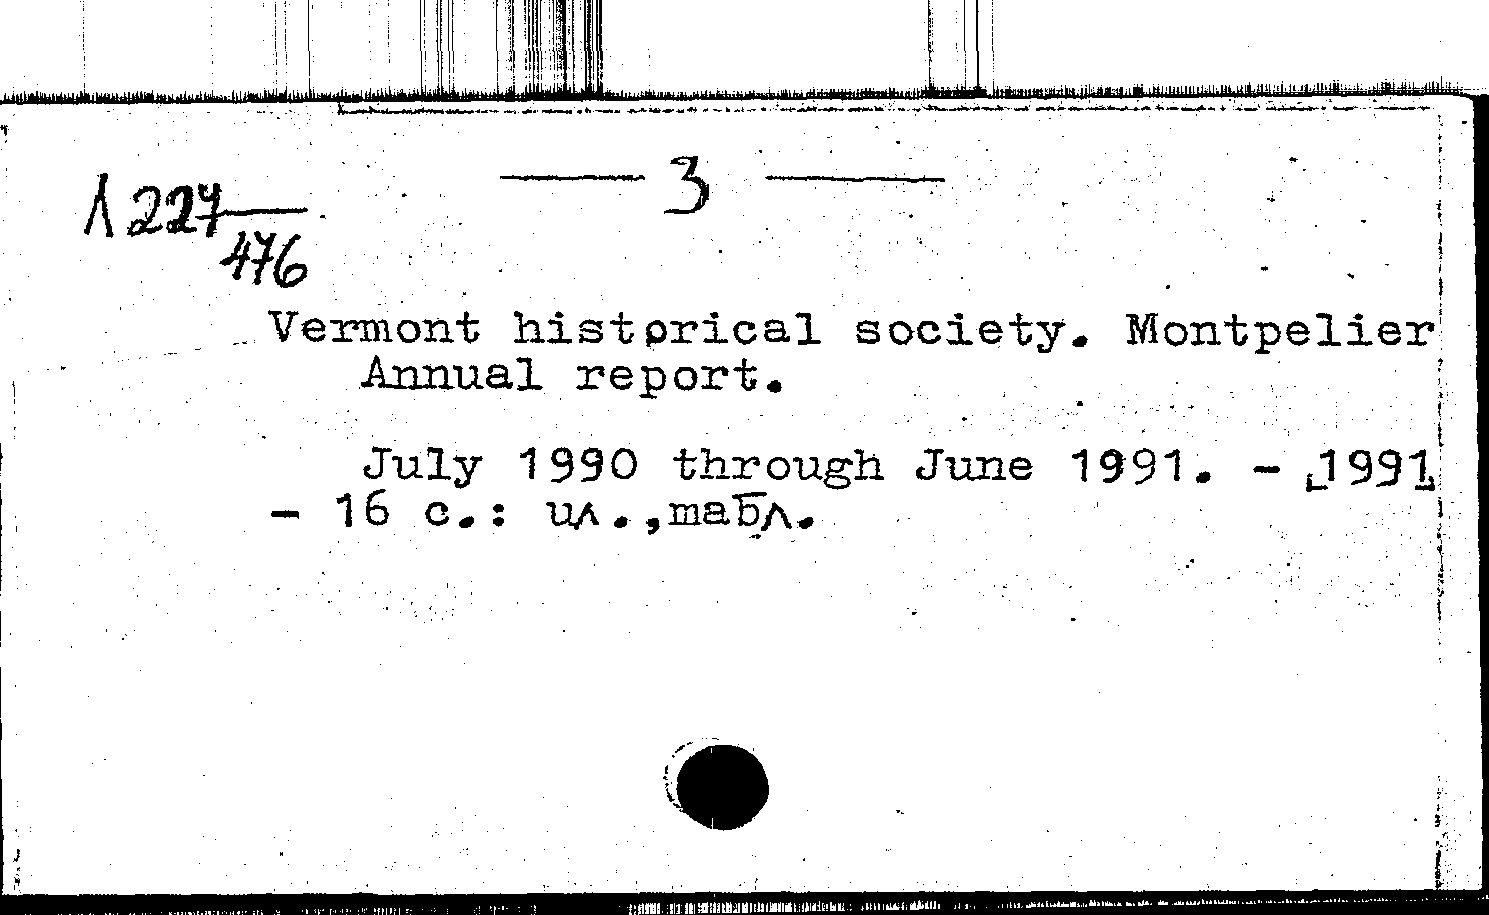 — 3 —
Л 227
476
Vermont historical society. Montpelier
Annual report.
July 1990 through June 1991. - [1991]
- 16 с.: ил.,табл.